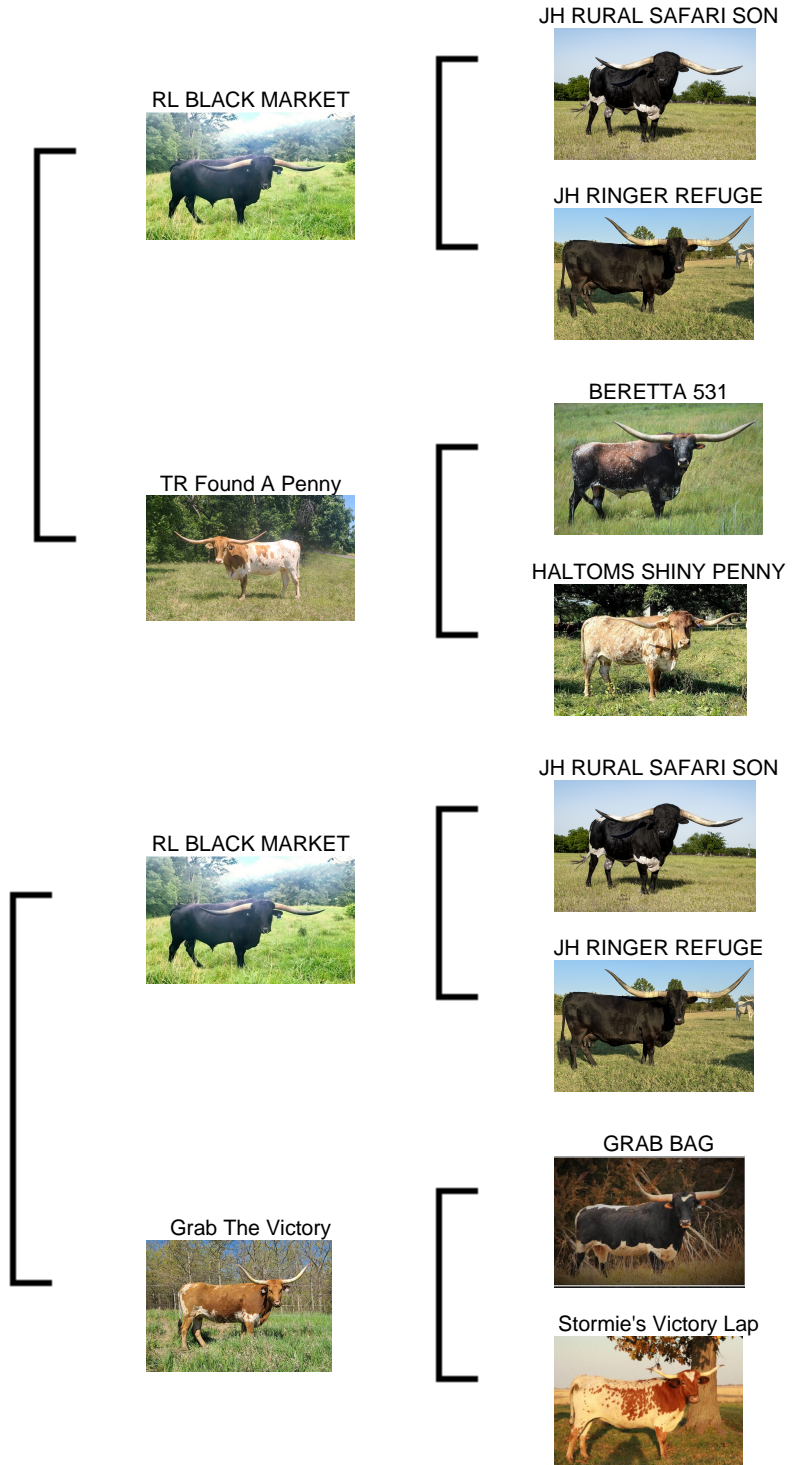 JH RURAL SAFARI SON
RL BLACK MARKET
JH RINGER REFUGE
BERETTA 531
TR Found A Penny
HALTOMS SHINY PENNY
JH RURAL SAFARI SON
RL BLACK MARKET
JH RINGER REFUGE
GRAB BAG
Grab The Victory
Stormie's Victory Lap